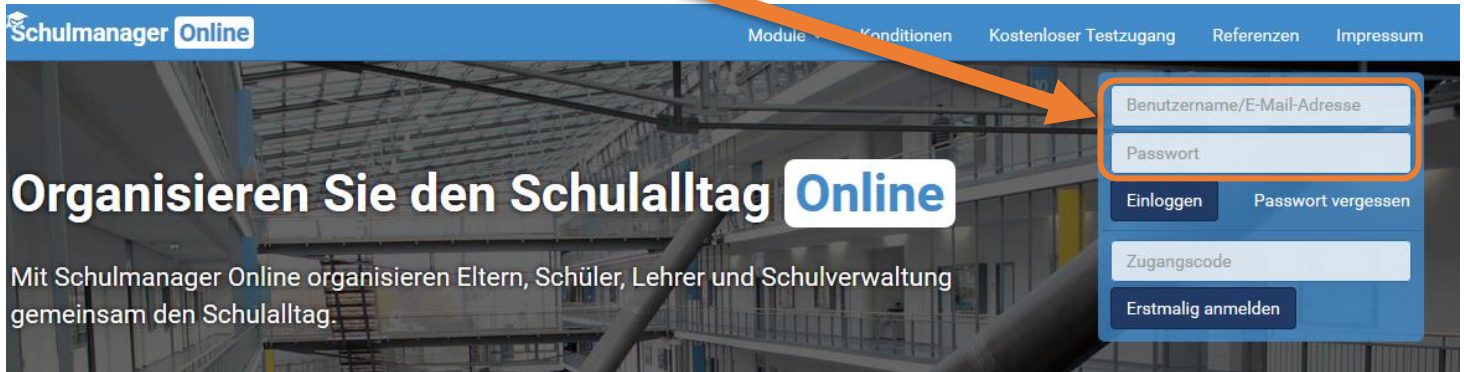 Schulmanager Online
Module Konditionen Kostenloser Testzugang Referenzen Impressum
Benutzername/E-Mail-Adresse
Passwort
Einloggen Passwort vergessen
Zugangscode
Erstmalig anmelden
Organisieren Sie den Schulalltag Online
Mit Schulmanager Online organisieren Eltern, Schüler, Lehrer und Schulverwaltung
gemeinsam den Schulalltag.